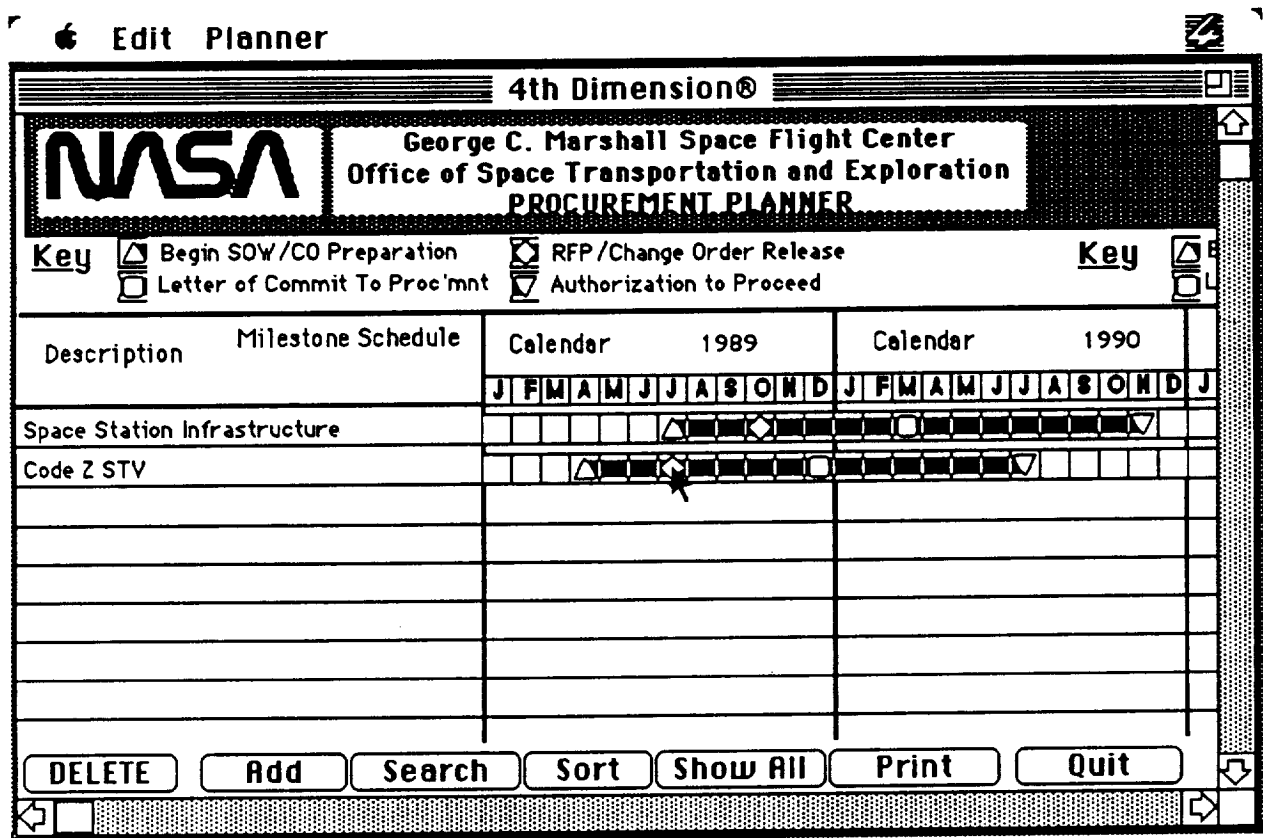 Edit Planner
4th Dimension®
NASA
George C. Marshall Space Flight Center
Office of Space Transportation and Exploration
PROCUREMENT PLANNER
Key Begin SOW/CO Preparation RFP/Change Order Release Key B
Letter of Commit To Proc'mnt Authorization to Proceed L
Description Milestone Schedule Calendar 1989 Calendar 1990
J F M A M J J A S O N D J F M A M J J A S O N D J
Space Station Infrastructure
Code Z STV
DELETE Add Search Sort Show All Print Quit